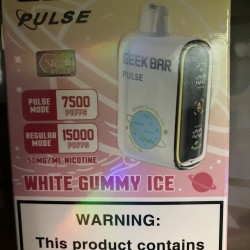 PULSE
GEEK BAR
PULSE
PULSE
MODE
7500
PUFFS
REGULAR
MODE
15000
PUFFS
50MG/ML NICOTINE
WHITE GUMMY ICE
WARNING:
This product contains